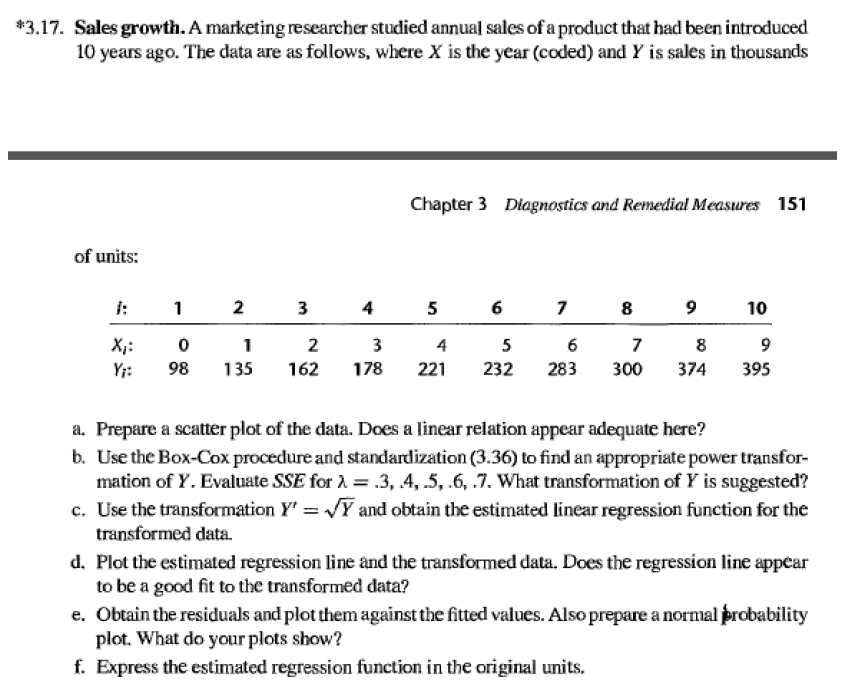 *3.17. Sales growth. A marketing researcher studied annual sales of a product that had been introduced
10 years ago. The data are as follows, where X is the year (coded) and Y is sales in thousands
Chapter 3 Diagnostics and Remedial Measures 151
of units:
i: 1 2 3 4 5 6 7 8 9 10
Xi: 0 1 2 3 4 5 6 7 8 9
Yi: 98 135 162 178 221 232 283 300 374 395
a. Prepare a scatter plot of the data. Does a linear relation appear adequate here?
b. Use the Box-Cox procedure and standardization (3.36) to find an appropriate power transfor-
mation of Y. Evaluate SSE for λ = .3, .4, .5, .6, .7. What transformation of Y is suggested?
c. Use the transformation Y′ = √Y and obtain the estimated linear regression function for the
transformed data.
d. Plot the estimated regression line and the transformed data. Does the regression line appear
to be a good fit to the transformed data?
e. Obtain the residuals and plot them against the fitted values. Also prepare a normal probability
plot. What do your plots show?
f. Express the estimated regression function in the original units.